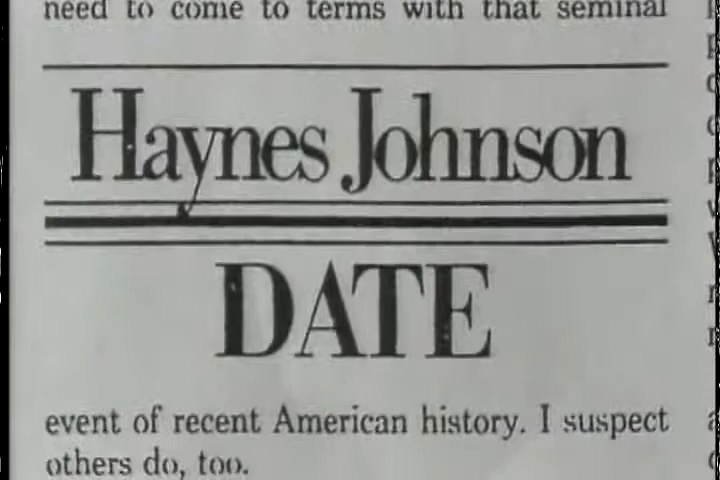 need to come to terms with that seminal
Haynes Johnson
DATE
event of recent American history. I suspect
others do, too.